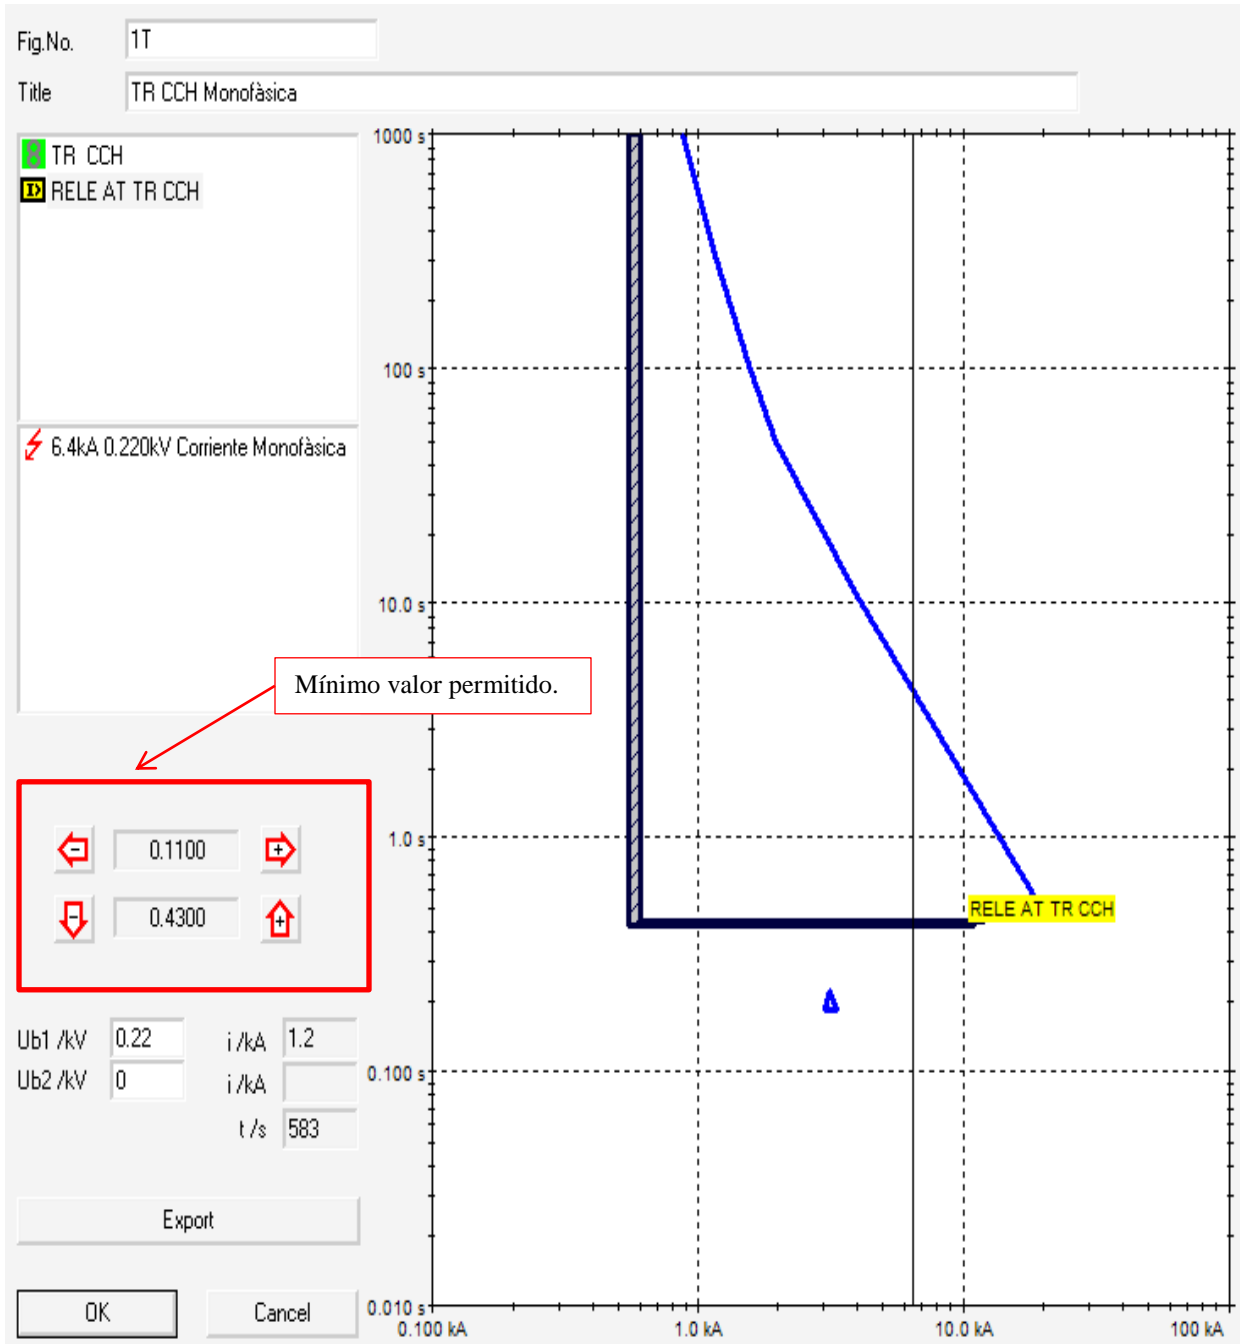 Fig.No. 1T
Title TR CCH Monofàsica
TR CCH
RELE AT TR CCH
6.4kA 0.220kV Corriente Monofàsica
Mínimo valor permitido.
- 0.1100 +
- 0.4300 +
Ub1 /kV 0.22 i /kA 1.2
Ub2 /kV 0 i /kA
t /s 583
Export
OK Cancel
1000 s
100 s
10.0 s
1.0 s
RELE AT TR CCH
0.100 s
0.010 s
0.100 kA 1.0 kA 10.0 kA 100 kA